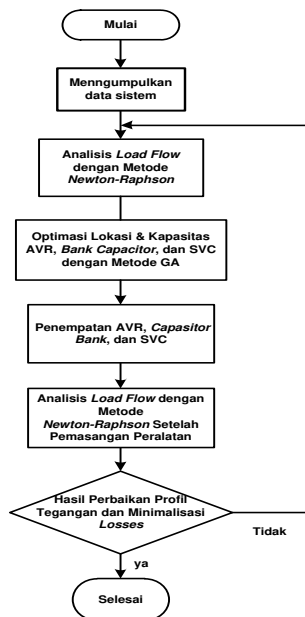 Mulai
Menngumpulkan
data sistem
Analisis Load Flow
dengan Metode
Newton-Raphson
Optimasi Lokasi & Kapasitas
AVR, Bank Capacitor, dan SVC
dengan Metode GA
Penempatan AVR, Capasitor
Bank, dan SVC
Analisis Load Flow dengan
Metode
Newton-Raphson Setelah
Pemasangan Peralatan
Hasil Perbaikan Profil
Tegangan dan Minimalisasi
Losses
Tidak
ya
Selesai